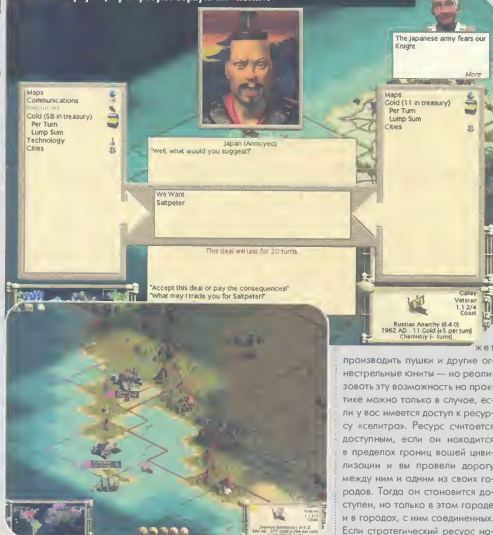 The Japanese army fears our
Knight
More
Maps
Communications
Resources
Gold (58 in treasury)
Per Turn
Lump Sum
Technology
Cities
Japan (Annoyed)
"Well, what would you suggest?"
Maps
Gold (11 in treasury)
Per Turn
Lump Sum
Cities
We Want
Saltpeter
This deal will last for 20 turns.
"Accept this deal or pay the consequences!"
"What may I trade you for Saltpeter?"
Galley
Veteran
1.1.2/4
Coast
Russian Anarchy (6.4.0)
1962 AD 11 Gold (+5 per turn)
Chemistry (-- turns)
жет
производить пушки и другие ог-
нестрельные юниты — но реали-
зовать эту возможность на прак-
тике можно только в случае, ес-
ли у вас имеется доступ к ресур-
су «селитра». Ресурс считается
доступным, если он находится
в пределах границ вашей циви-
лизации и вы провели дорогу
между ним и одним из своих го-
родов. Тогда он становится до-
ступен, но только в этом городе
и в городах, с ним соединенных.
Если стратегический ресурс на-